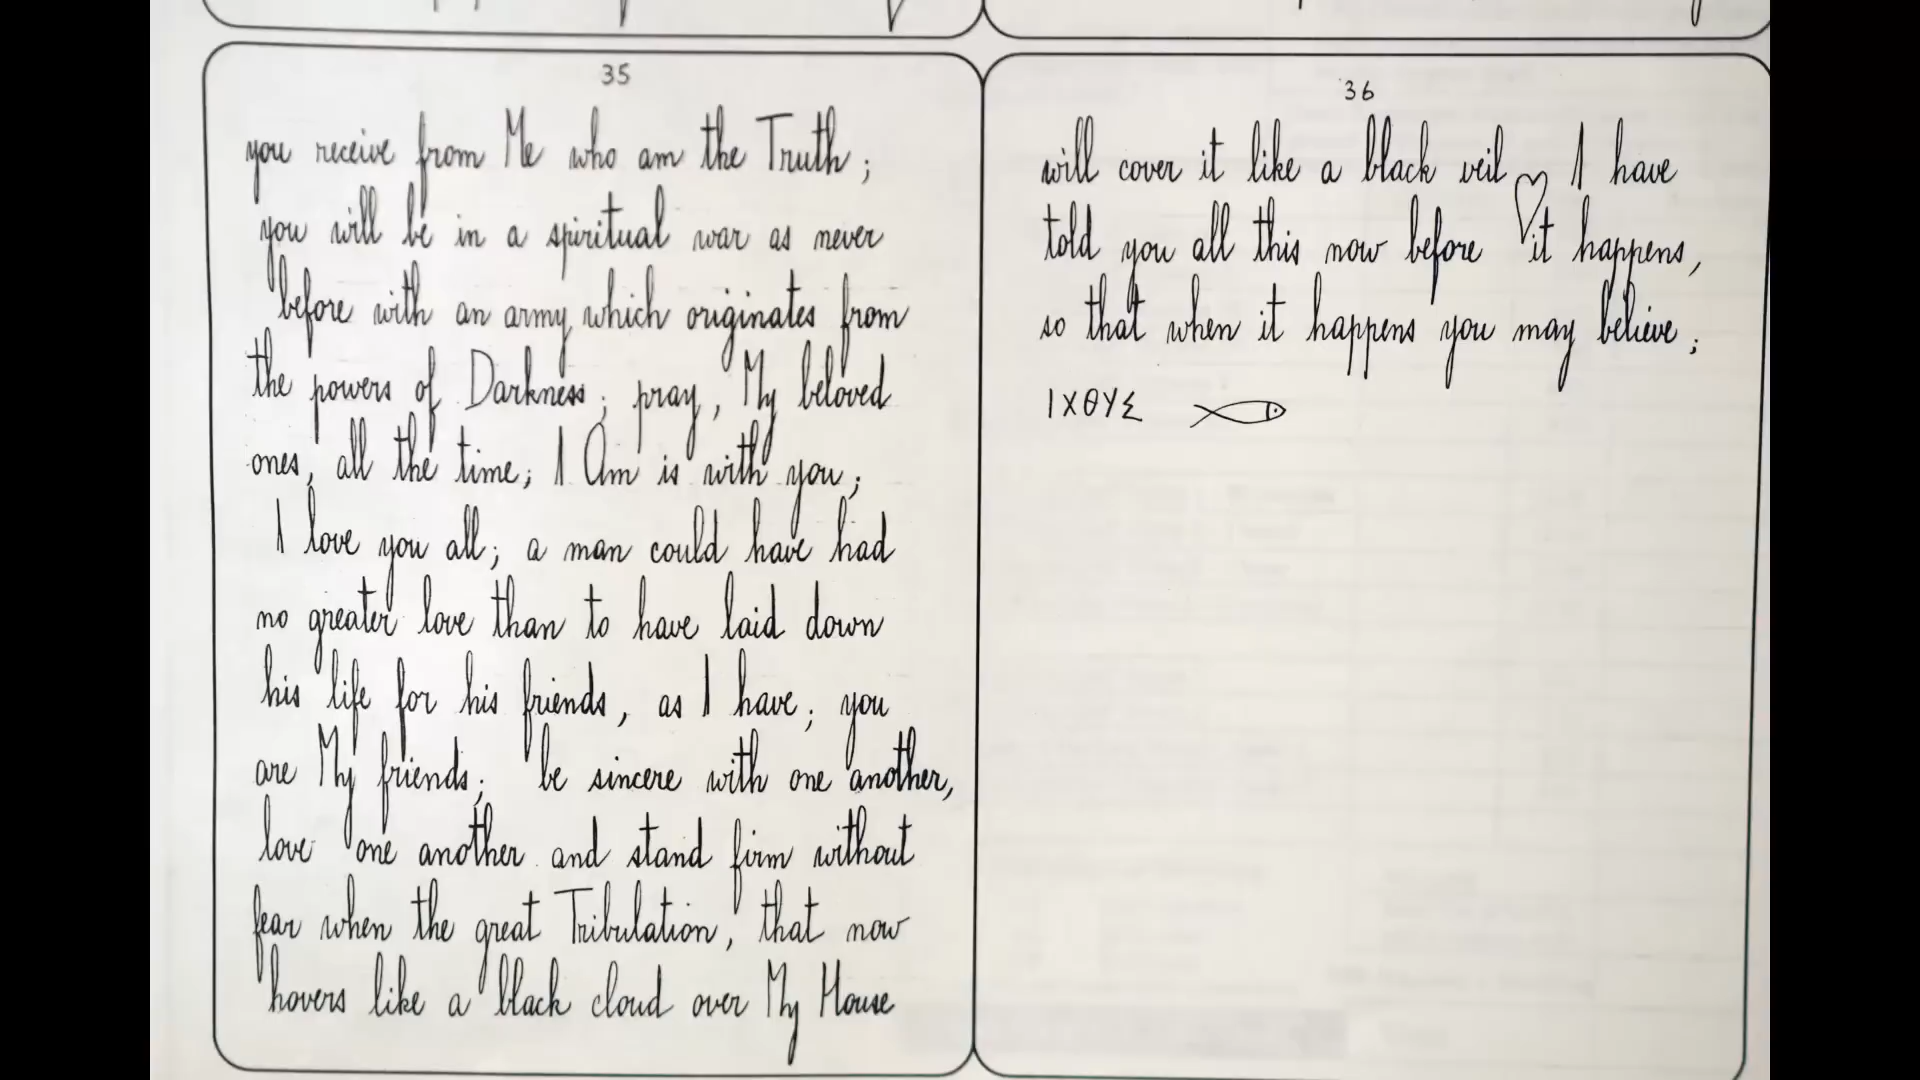 35
you receive from Me who am the Truth;
you will be in a spiritual war as never
before with an army, which originates from
the powers of Darkness; pray, My beloved
ones, all the time; I Am is with you;
I love you all; a man could have had
no greater love than to have laid down
his life for his friends, as I have; you
are My friends; be sincere with one another,
love one another and stand firm without
fear when the great Tribulation, that now
hovers like a black cloud over My House
36
will cover it like a black veil ♡ I have
told you all this now before it happens,
so that when it happens you may believe;
ΙΧΘΥΣ